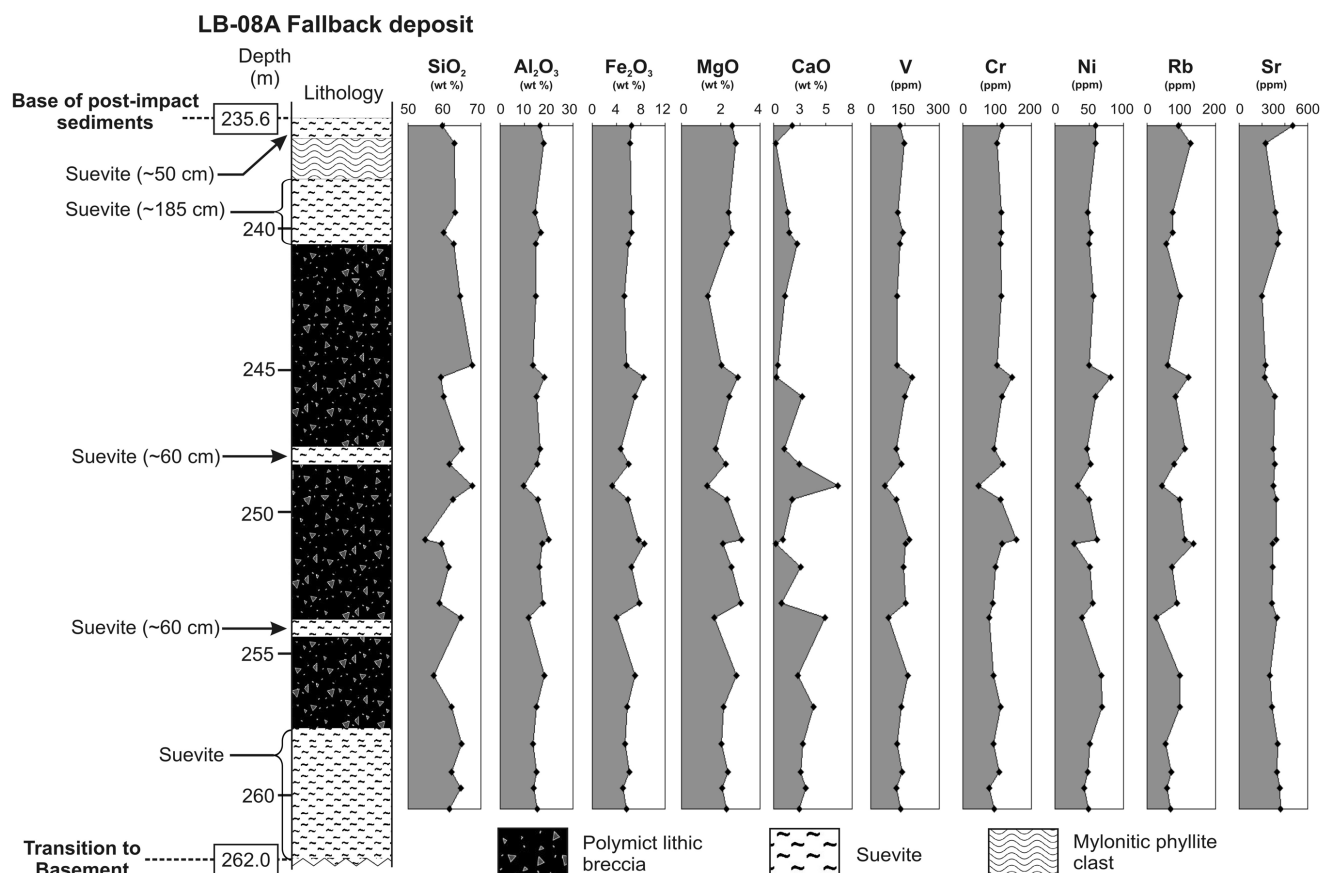 LB-08A Fallback deposit
Depth
(m)
Lithology
SiO₂
(wt %)
50 60 70
Al₂O₃
(wt %)
0 10 20 30
Fe₂O₃
(wt %)
0 4 8 12
MgO
(wt %)
0 2 4
CaO
(wt %)
0 3 5 8
V
(ppm)
0 150 300
Cr
(ppm)
0 100 200
Ni
(ppm)
0 50 100
Rb
(ppm)
0 100 200
Sr
(ppm)
0 300 600
Base of post-impact
sediments
235.6
Suevite (~50 cm)
Suevite (~185 cm)
240
245
Suevite (~60 cm)
250
Suevite (~60 cm)
255
Suevite
260
Transition to
Basement
262.0
Polymict lithic
breccia
Suevite
Mylonitic phyllite
clast